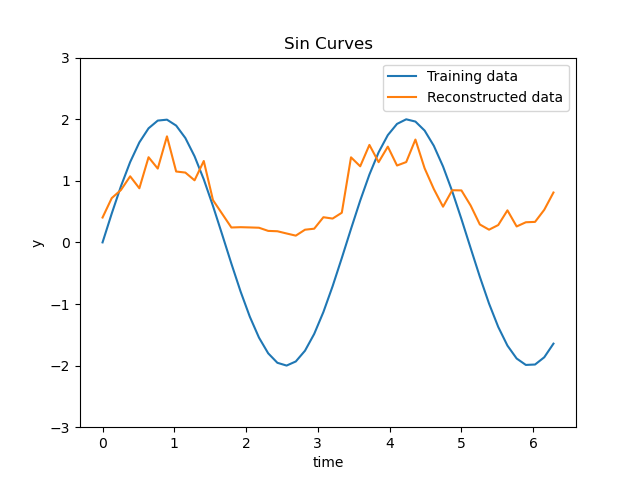 Sin Curves
Training data
Reconstructed data
3
2
1
0
−1
−2
−3
y
0 1 2 3 4 5 6
time